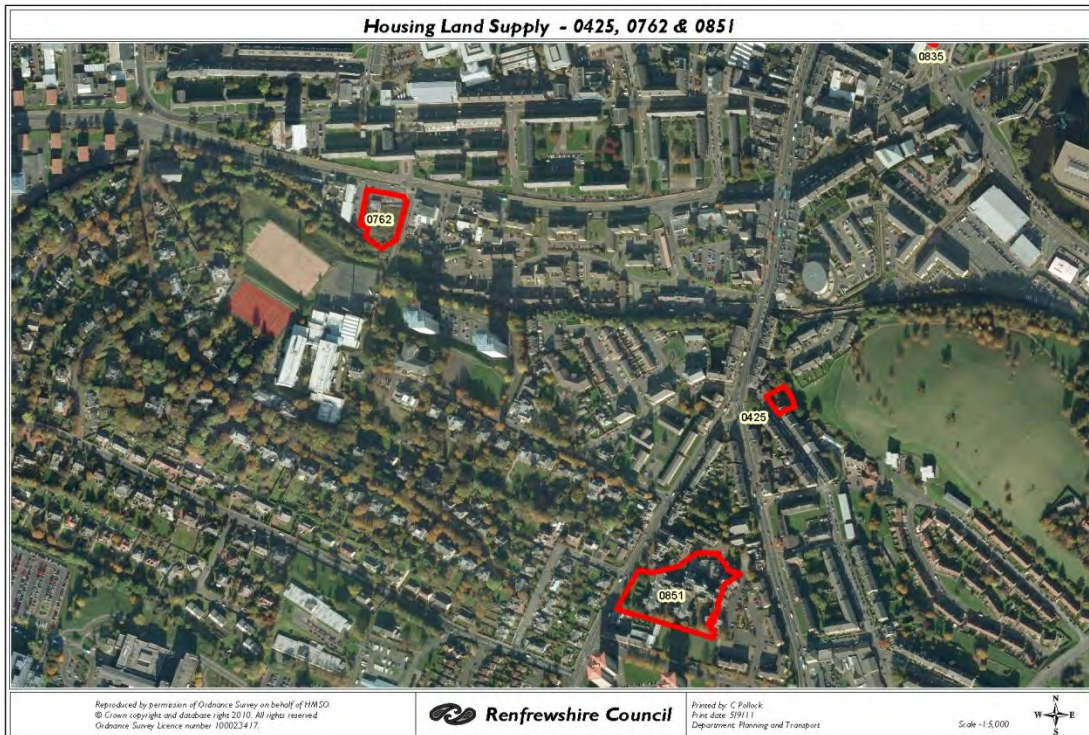 Housing Land Supply - 0425, 0762 & 0851
0835
0762
0425
0851
Reproduced by permission of Ordnance Survey on behalf of HMSO.
© Crown copyright and database right 2010. All rights reserved.
Ordnance Survey Licence number 100023417.
Renfrewshire Council
Printed by: C Pollock
Print date: 5/9/11
Department: Planning and Transport
Scale -1:5,000
N
W E
S